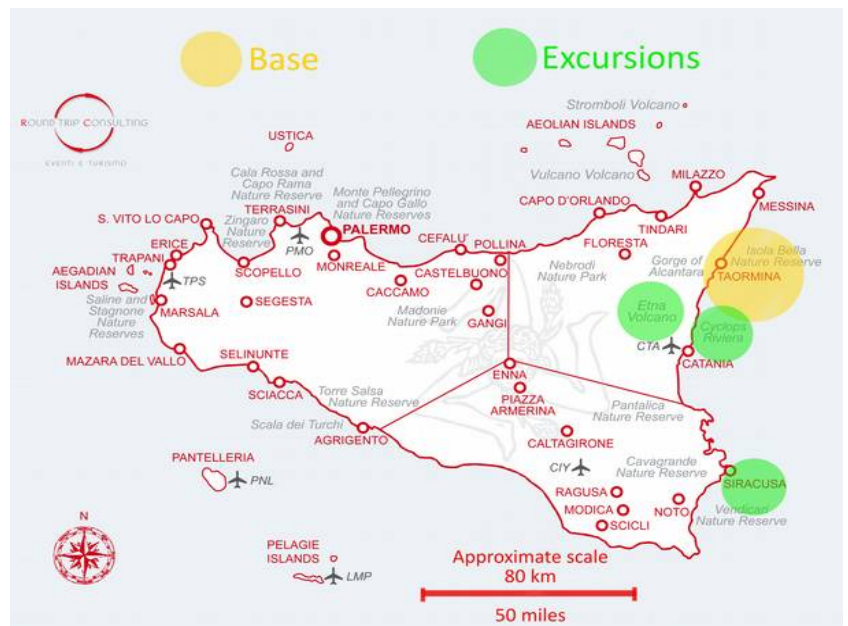 Base
Excursions
ROUND TRIP CONSULTING
EVENTI E TURISMO
Stromboli Volcano
AEOLIAN ISLANDS
USTICA
Vulcano Volcano
MILAZZO
MESSINA
Cala Rossa and
Capo Rama
Nature Reserve
Monte Pellegrino
and Capo Gallo
Nature Reserves
CAPO D'ORLANDO
TINDARI
S. VITO LO CAPO
Zingaro
Nature
Reserve
TERRASINI
PMO
PALERMO
CEFALU'
POLLINA
FLORESTA
Isola Bella
Nature Reserve
ERICE
TRAPANI
TPS
SCOPELLO
MONREALE
CASTELBUONO
Nebrodi
Nature Park
Gorge of
Alcantara
TAORMINA
AEGADIAN
ISLANDS
CACCAMO
Saline and
Stagnone
Nature
Reserves
MARSALA
SEGESTA
Madonie
Nature Park
GANGI
Etna
Volcano
Cyclops
Riviera
CTA
CATANIA
MAZARA DEL VALLO
SELINUNTE
ENNA
SCIACCA
Torre Salsa
Nature Reserve
PIAZZA
ARMERINA
Pantalica
Nature Reserve
Scala dei Turchi
AGRIGENTO
CALTAGIRONE
PANTELLERIA
PNL
CIY
Cavagrande
Nature Reserve
SIRACUSA
RAGUSA
MODICA
NOTO
SCICLI
Vendicari
Nature Reserve
N
PELAGIE
ISLANDS
LMP
Approximate scale
80 km
50 miles